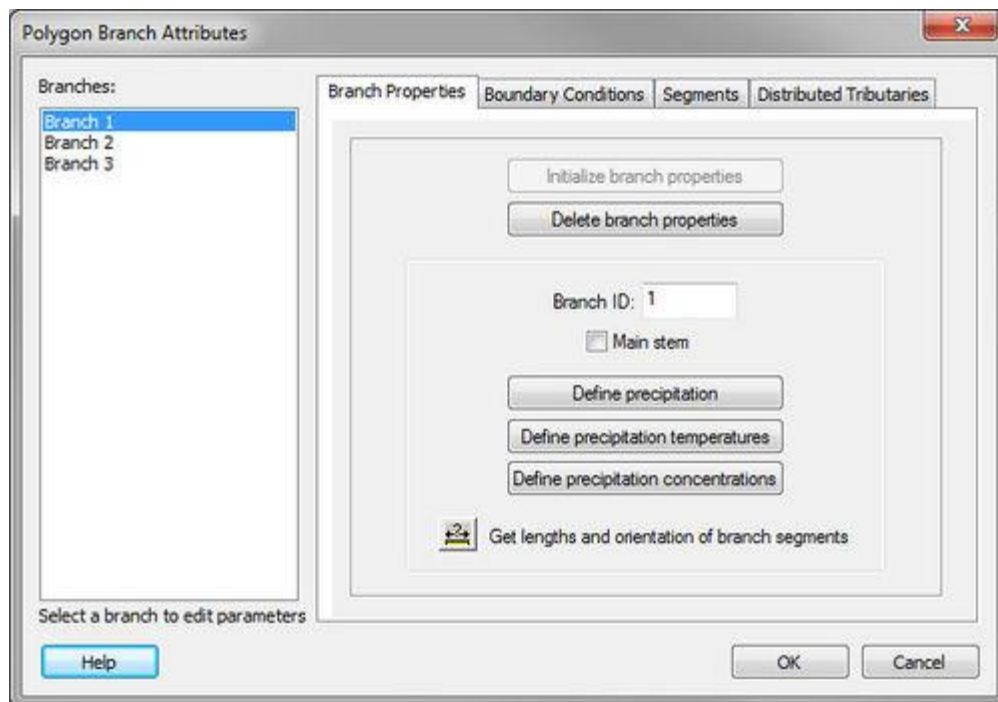 Polygon Branch Attributes
Branches:
Branch 1
Branch 2
Branch 3
Select a branch to edit parameters
Branch Properties
Boundary Conditions
Segments
Distributed Tributaries
Initialize branch properties
Delete branch properties
Branch ID: 1
Main stem
Define precipitation
Define precipitation temperatures
Define precipitation concentrations
Get lengths and orientation of branch segments
Help
OK
Cancel